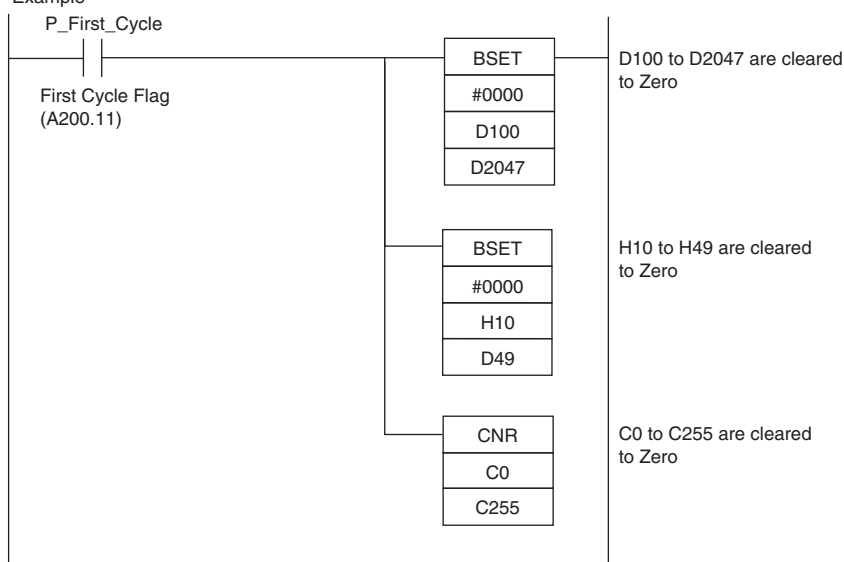 Example
P_First_Cycle
First Cycle Flag
(A200.11)
BSET
#0000
D100
D2047
D100 to D2047 are cleared
to Zero
BSET
#0000
H10
D49
H10 to H49 are cleared
to Zero
CNR
C0
C255
C0 to C255 are cleared
to Zero